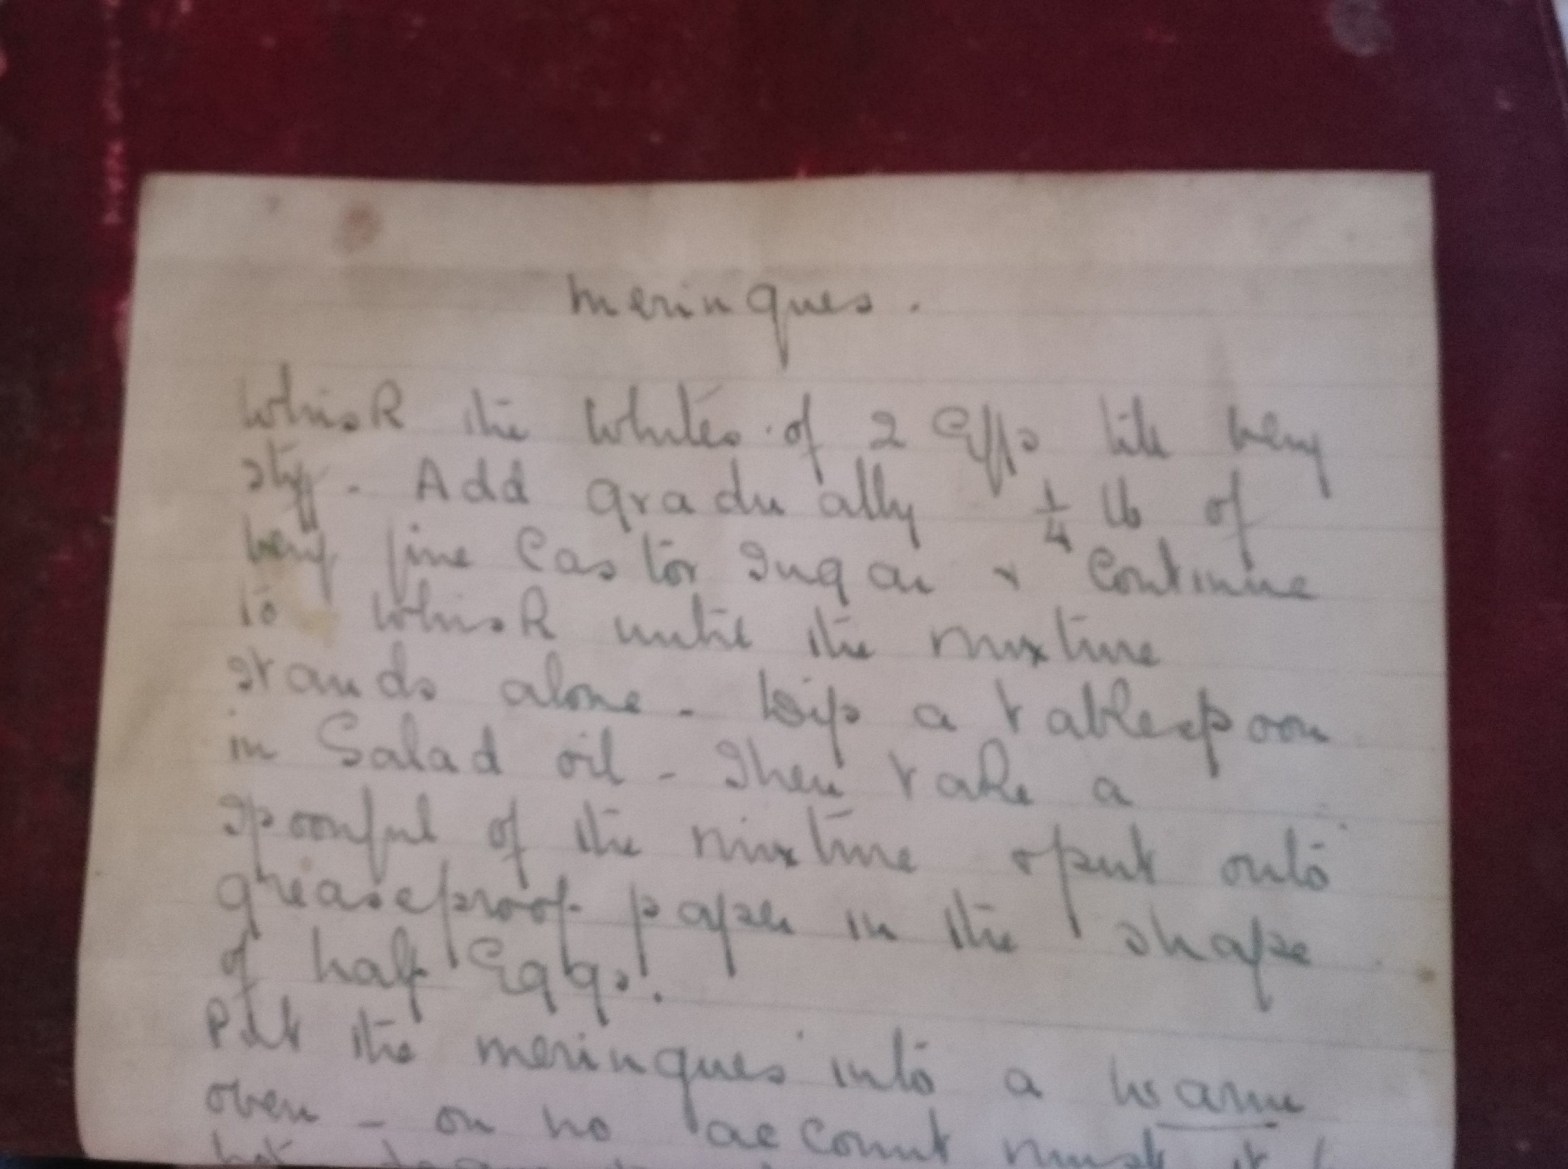 Meringues.
Whisk the Whites of 2 Eggs till very
stiff. Add gradually 1/4 lb of
very fine Castor Sugar & Continue
to Whisk until the mixture
stands alone - Dip a tablespoon
in Salad oil - Then take a
spoonful of the mixture & put onto
greaseproof paper in the shape
of half Eggs.
Put the meringues into a warm
oven - on no account must it